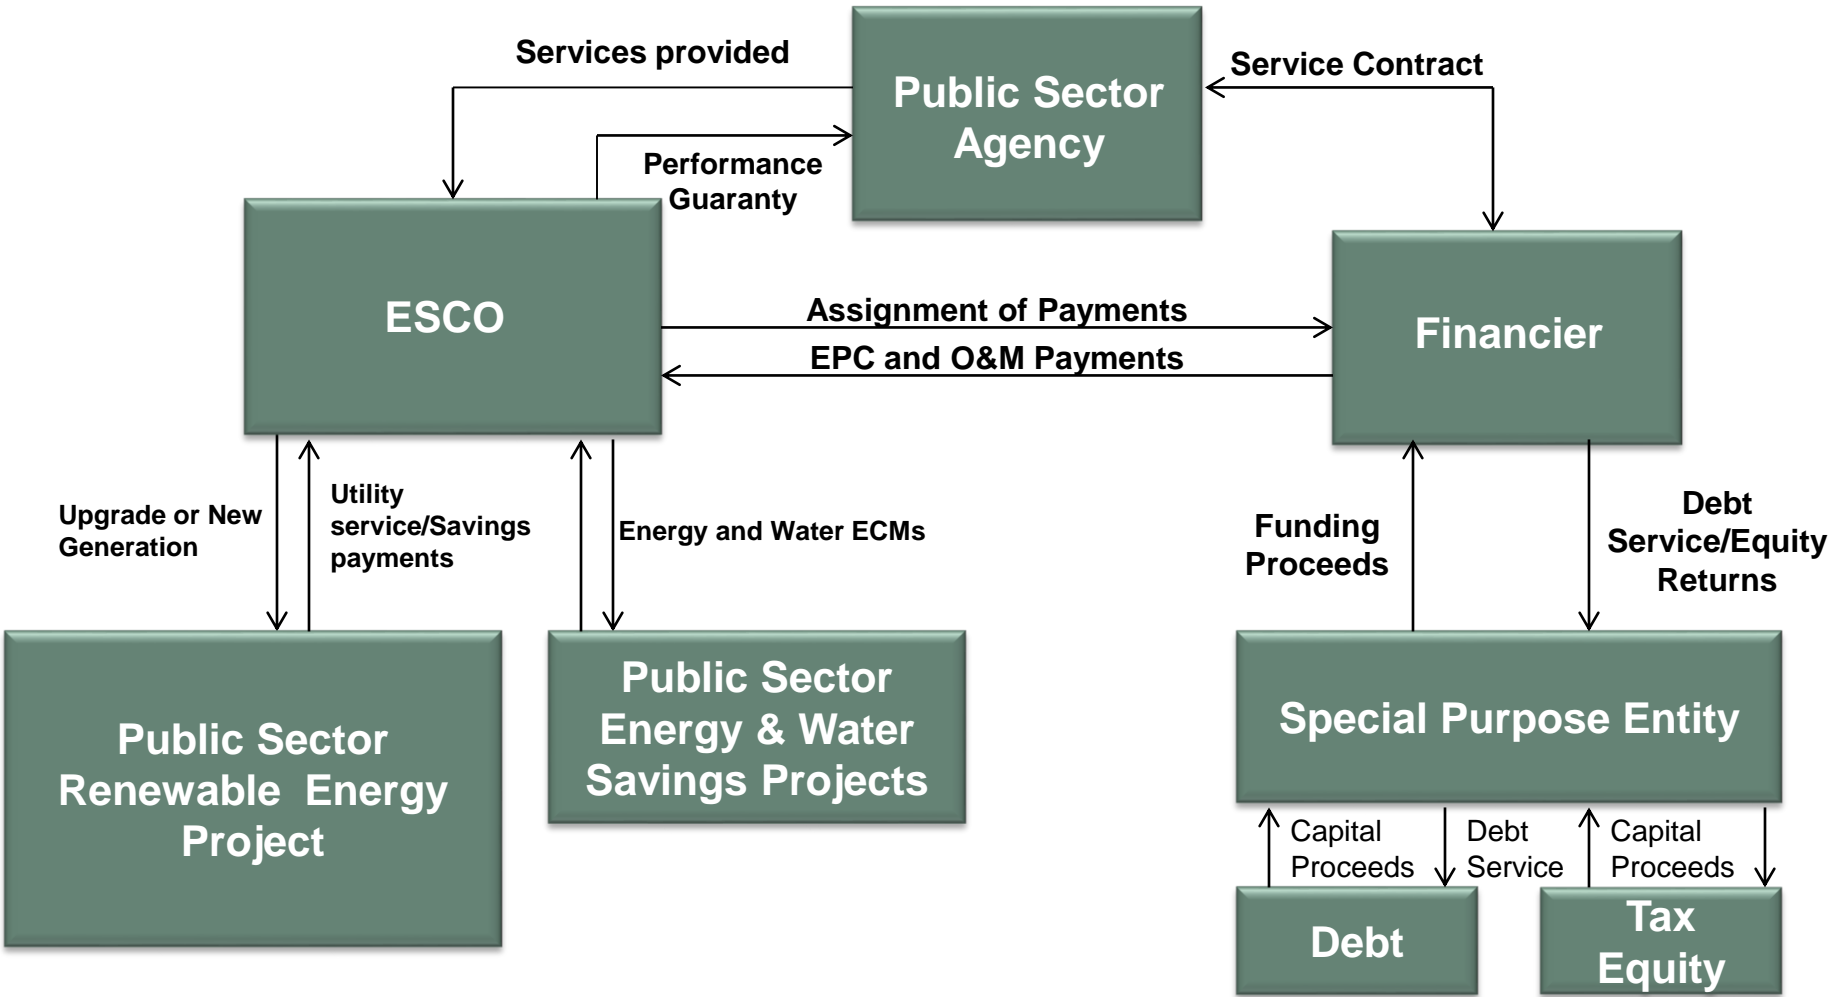 Services provided
Public Sector
Agency
Service Contract
Performance
Guaranty
ESCO
Assignment of Payments
EPC and O&M Payments
Financier
Upgrade or New
Generation
Utility
service/Savings
payments
Energy and Water ECMs
Funding
Proceeds
Debt
Service/Equity
Returns
Public Sector
Renewable  Energy
Project
Public Sector
Energy & Water
Savings Projects
Special Purpose Entity
Capital
Proceeds
Debt
Service
Capital
Proceeds
Debt
Tax
Equity